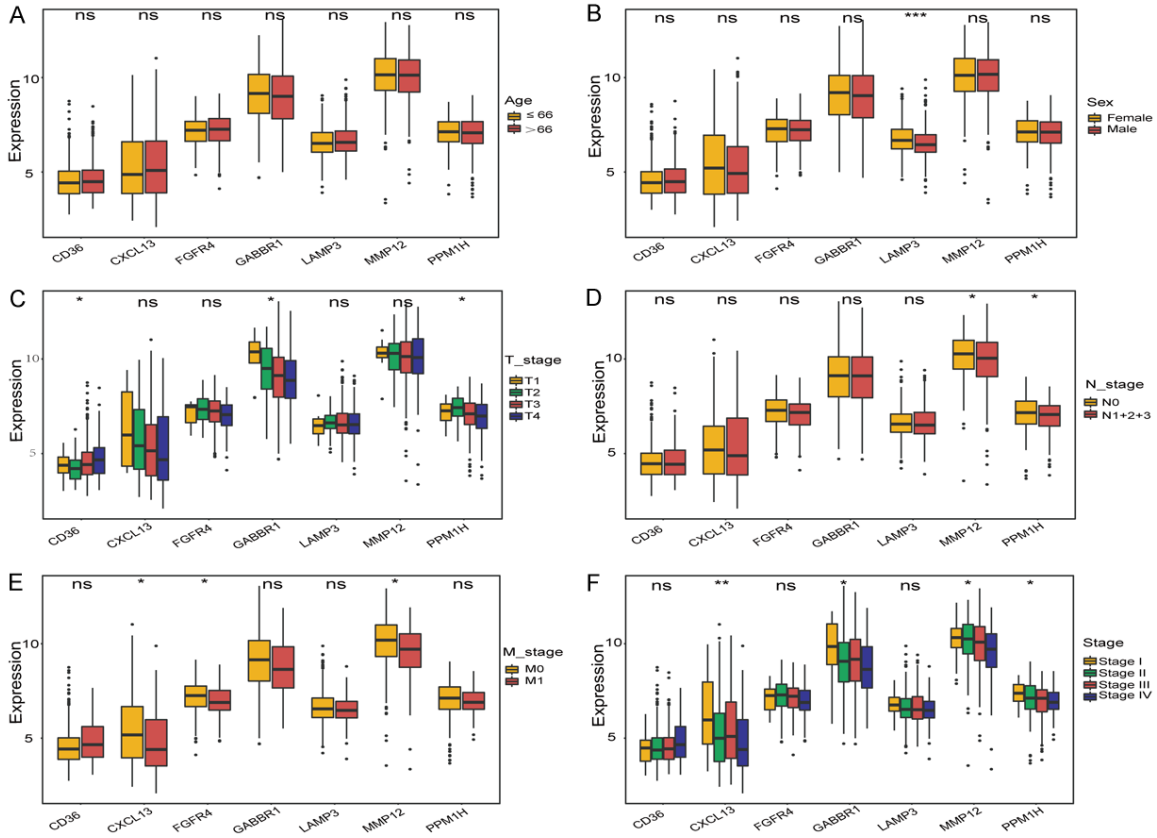 A
ns ns ns ns ns ns ns
Expression
10
5
Age
≤ 66
> 66
CD36 CXCL13 FGFR4 GABBR1 LAMP3 MMP12 PPM1H
B
ns ns ns ns *** ns ns
Expression
10
5
Sex
Female
Male
CD36 CXCL13 FGFR4 GABBR1 LAMP3 MMP12 PPM1H
C
* ns ns * ns ns *
Expression
10
5
T_stage
T1
T2
T3
T4
CD36 CXCL13 FGFR4 GABBR1 LAMP3 MMP12 PPM1H
D
ns ns ns ns ns * *
Expression
10
5
N_stage
N0
N1+2+3
CD36 CXCL13 FGFR4 GABBR1 LAMP3 MMP12 PPM1H
E
ns * * ns ns * ns
Expression
10
5
M_stage
M0
M1
CD36 CXCL13 FGFR4 GABBR1 LAMP3 MMP12 PPM1H
F
ns ** ns * ns * *
Expression
10
5
Stage
Stage I
Stage II
Stage III
Stage IV
CD36 CXCL13 FGFR4 GABBR1 LAMP3 MMP12 PPM1H